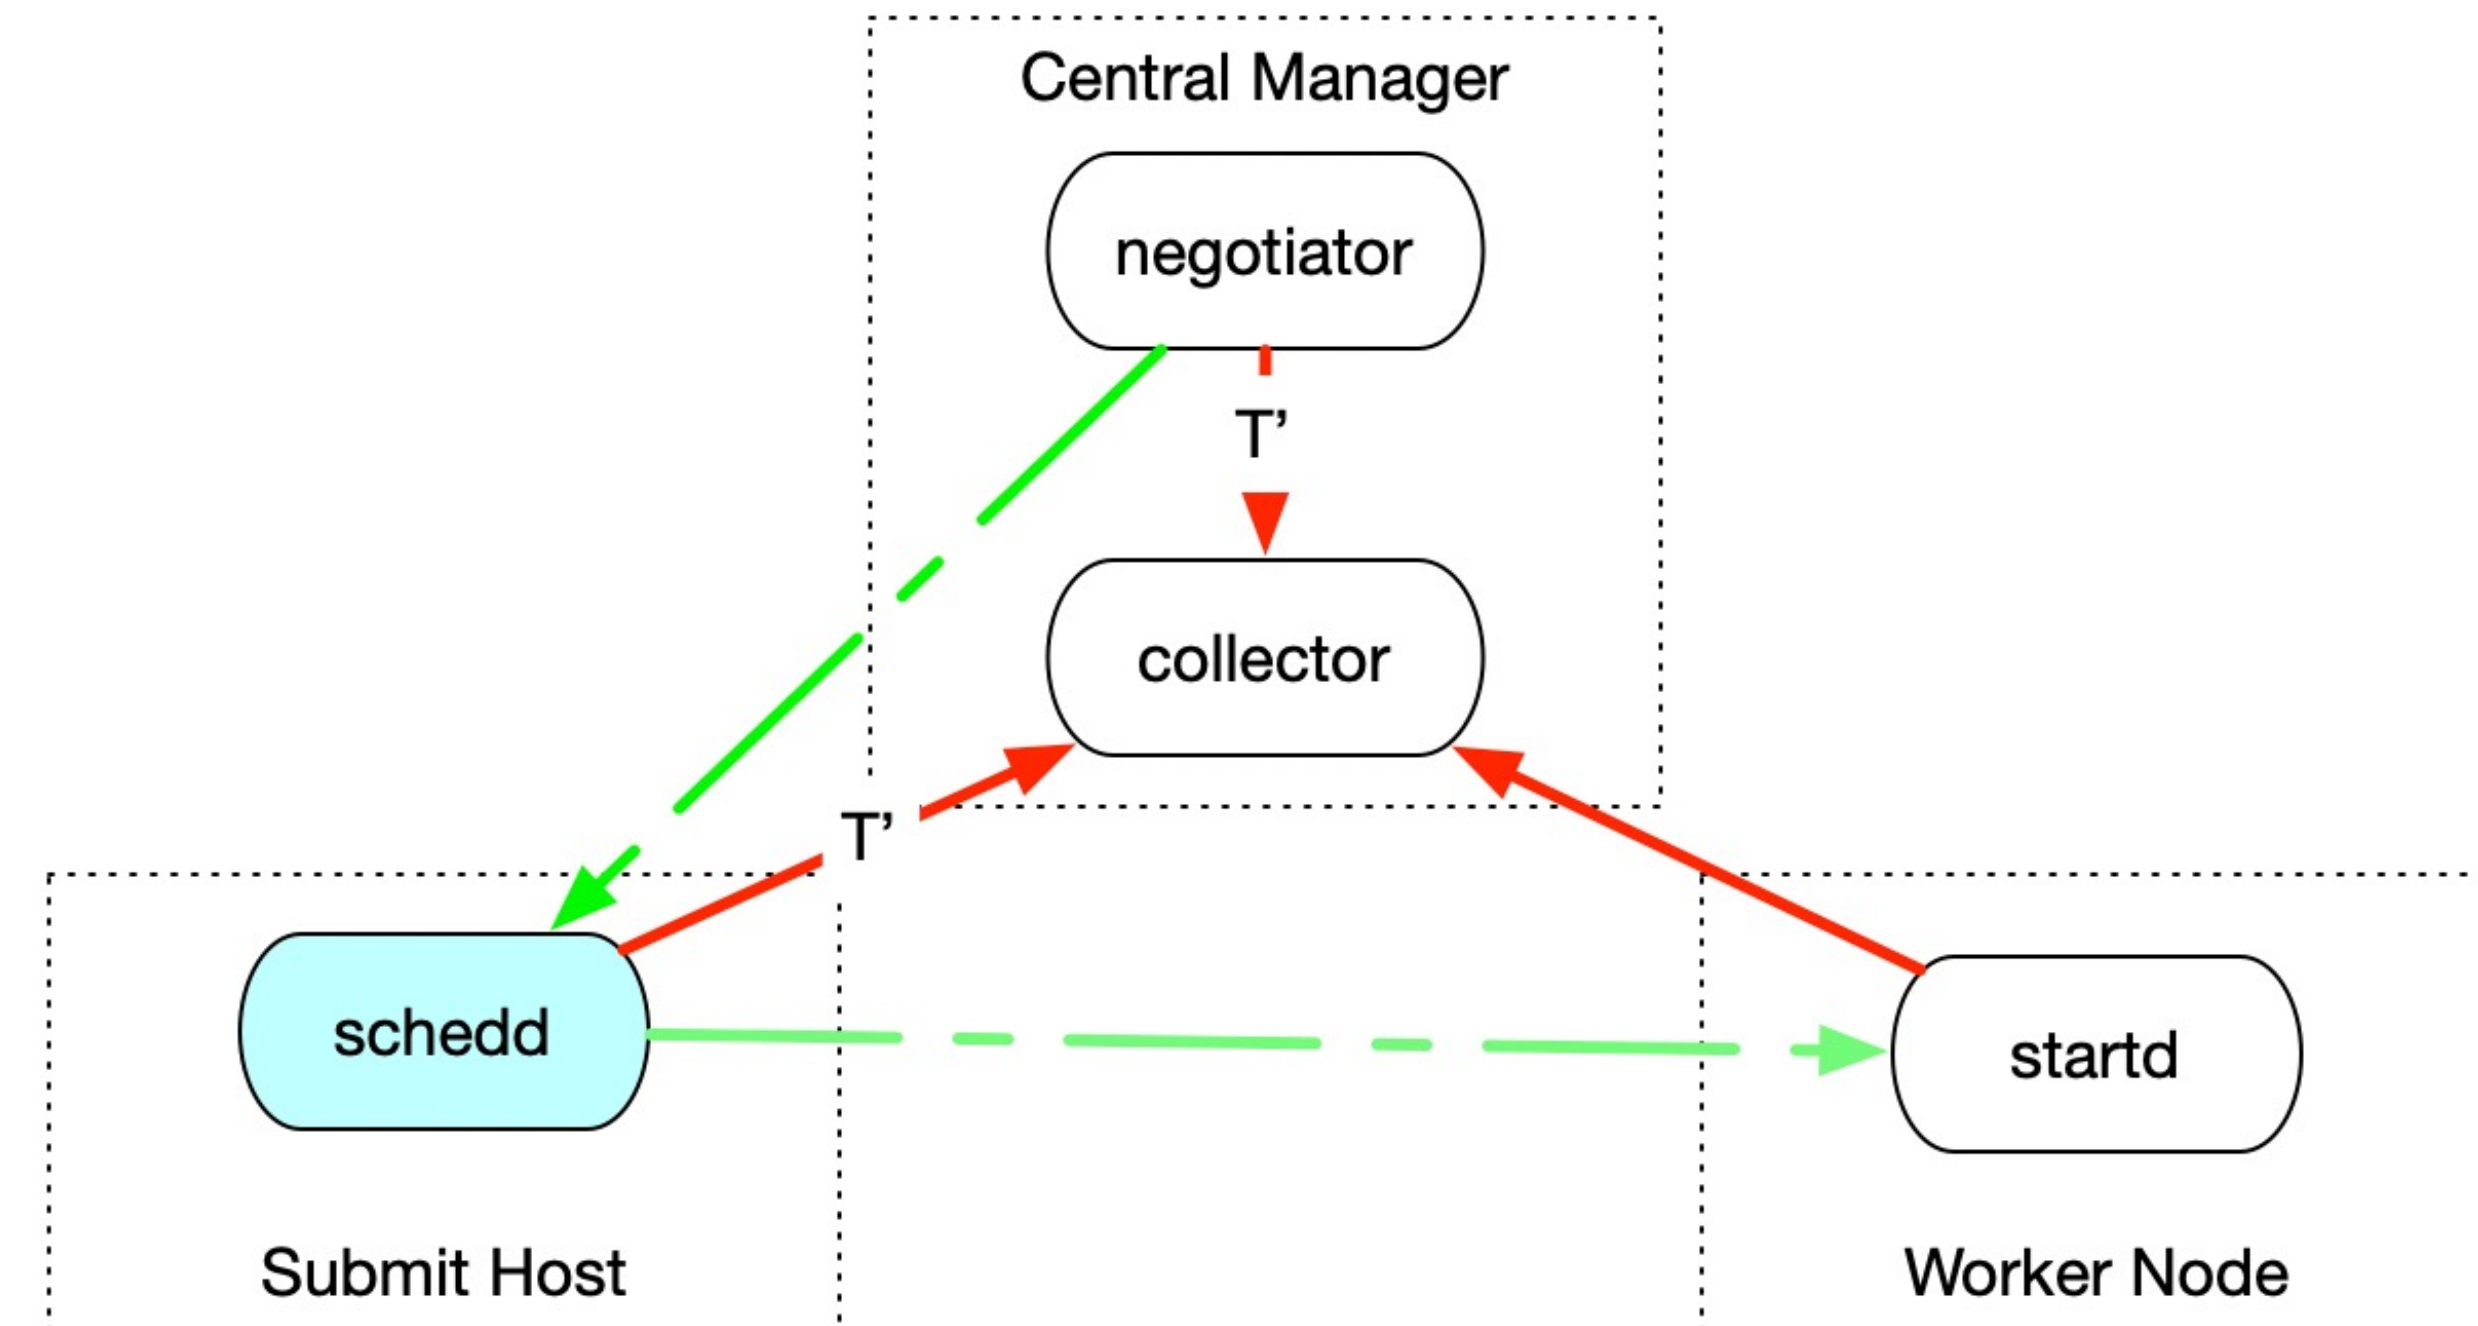 Central Manager
negotiator
T’
collector
T’
schedd
startd
Submit Host
Worker Node